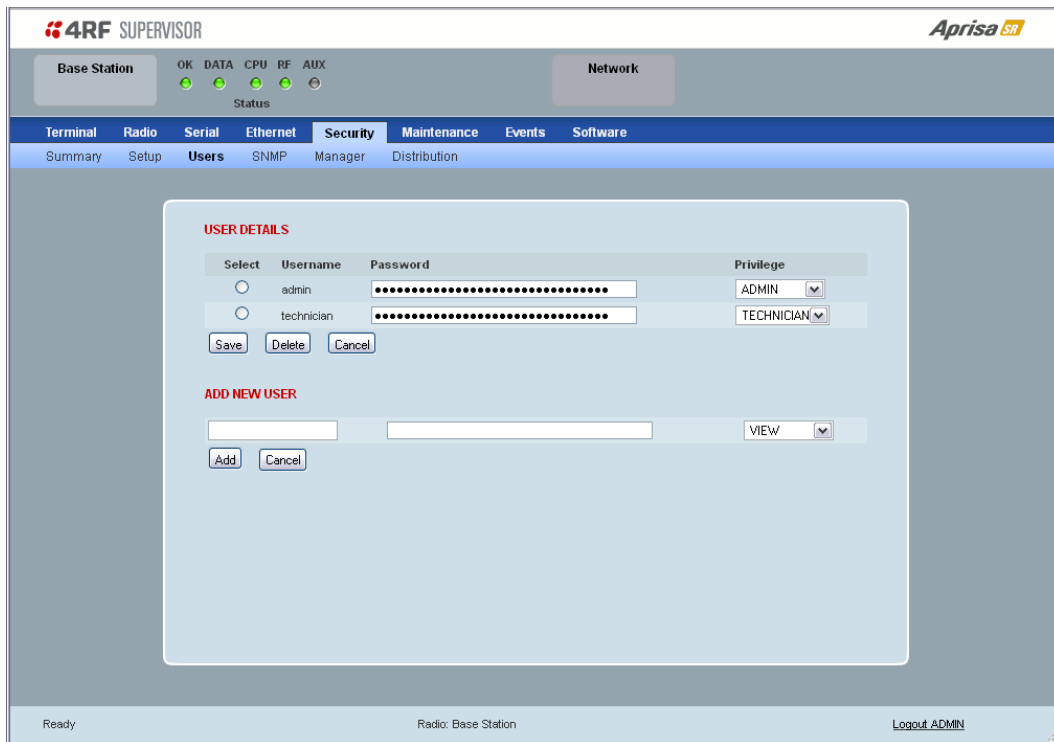 4RF SUPERVISOR
Aprisa SR
Base Station
OK DATA CPU RF AUX
Status
Network
Terminal Radio Serial Ethernet Security Maintenance Events Software
Summary Setup Users SNMP Manager Distribution
USER DETAILS
Select Username Password Privilege
admin ●●●●●●●●●●●●●●●●●●●●●●●●●●●●●●●● ADMIN
technician ●●●●●●●●●●●●●●●●●●●●●●●●●●●●●●●● TECHNICIAN
Save Delete Cancel
ADD NEW USER
VIEW
Add Cancel
Ready Radio: Base Station Logout ADMIN